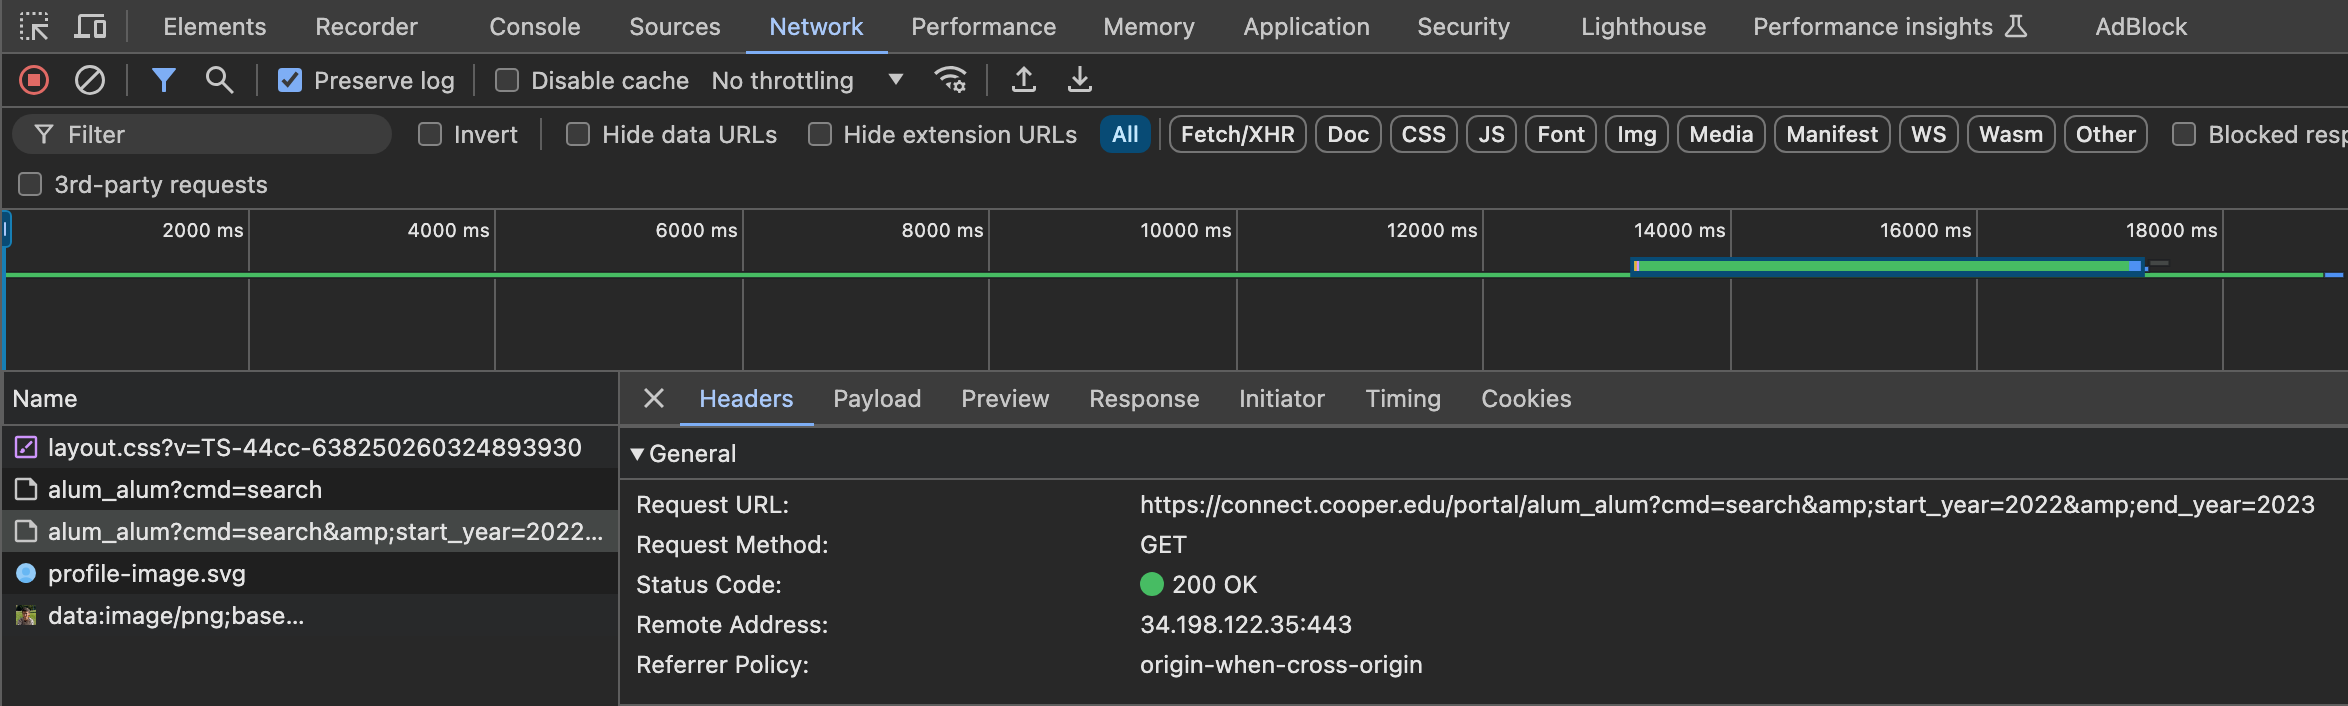 Elements Recorder Console Sources Network Performance Memory Application Security Lighthouse Performance insights AdBlock
Preserve log Disable cache No throttling
Filter Invert Hide data URLs Hide extension URLs All Fetch/XHR Doc CSS JS Font Img Media Manifest WS Wasm Other Blocked resp
3rd-party requests
2000 ms 4000 ms 6000 ms 8000 ms 10000 ms 12000 ms 14000 ms 16000 ms 18000 ms
Name
layout.css?v=TS-44cc-638250260324893930
alum_alum?cmd=search
alum_alum?cmd=search&amp;start_year=2022...
profile-image.svg
data:image/png;base...
Headers Payload Preview Response Initiator Timing Cookies
General
Request URL: https://connect.cooper.edu/portal/alum_alum?cmd=search&amp;start_year=2022&amp;end_year=2023
Request Method: GET
Status Code: 200 OK
Remote Address: 34.198.122.35:443
Referrer Policy: origin-when-cross-origin